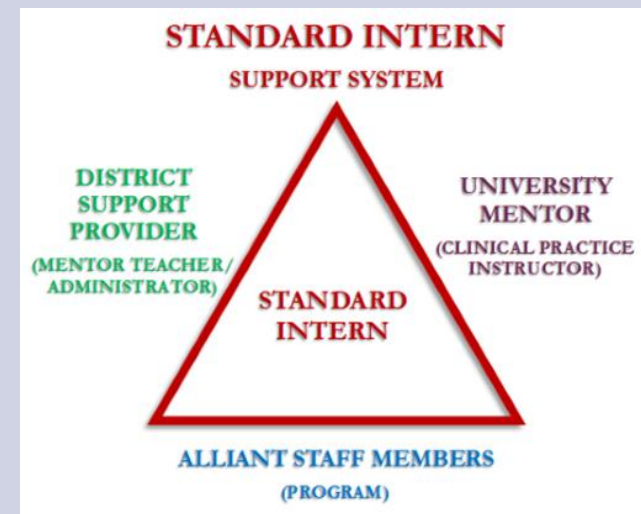 STANDARD INTERN
SUPPORT SYSTEM
DISTRICT
SUPPORT
PROVIDER
(MENTOR TEACHER/
ADMINISTRATOR)
UNIVERSITY
MENTOR
(CLINICAL PRACTICE
INSTRUCTOR)
STANDARD
INTERN
ALLIANT STAFF MEMBERS
(PROGRAM)